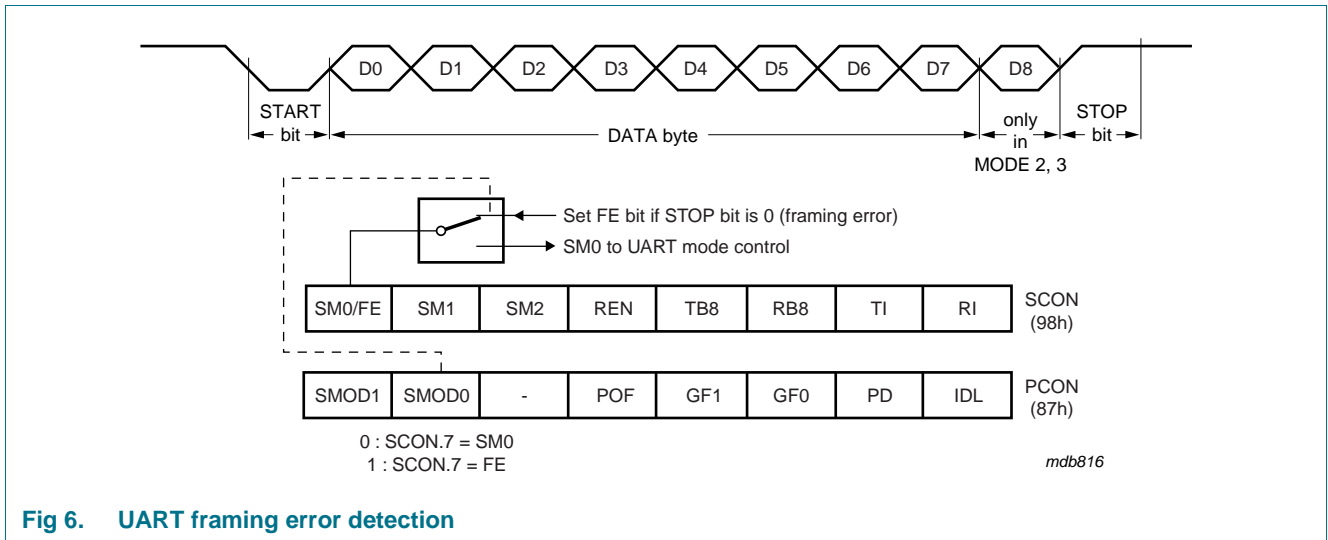 D0 D1 D2 D3 D4 D5 D6 D7 D8
START
bit
DATA byte
only
in
MODE 2, 3
STOP
bit
Set FE bit if STOP bit is 0 (framing error)
SM0 to UART mode control
SM0/FE SM1 SM2 REN TB8 RB8 TI RI
SCON
(98h)
SMOD1 SMOD0 - POF GF1 GF0 PD IDL
PCON
(87h)
0 : SCON.7 = SM0
1 : SCON.7 = FE
mdb816
Fig 6. UART framing error detection